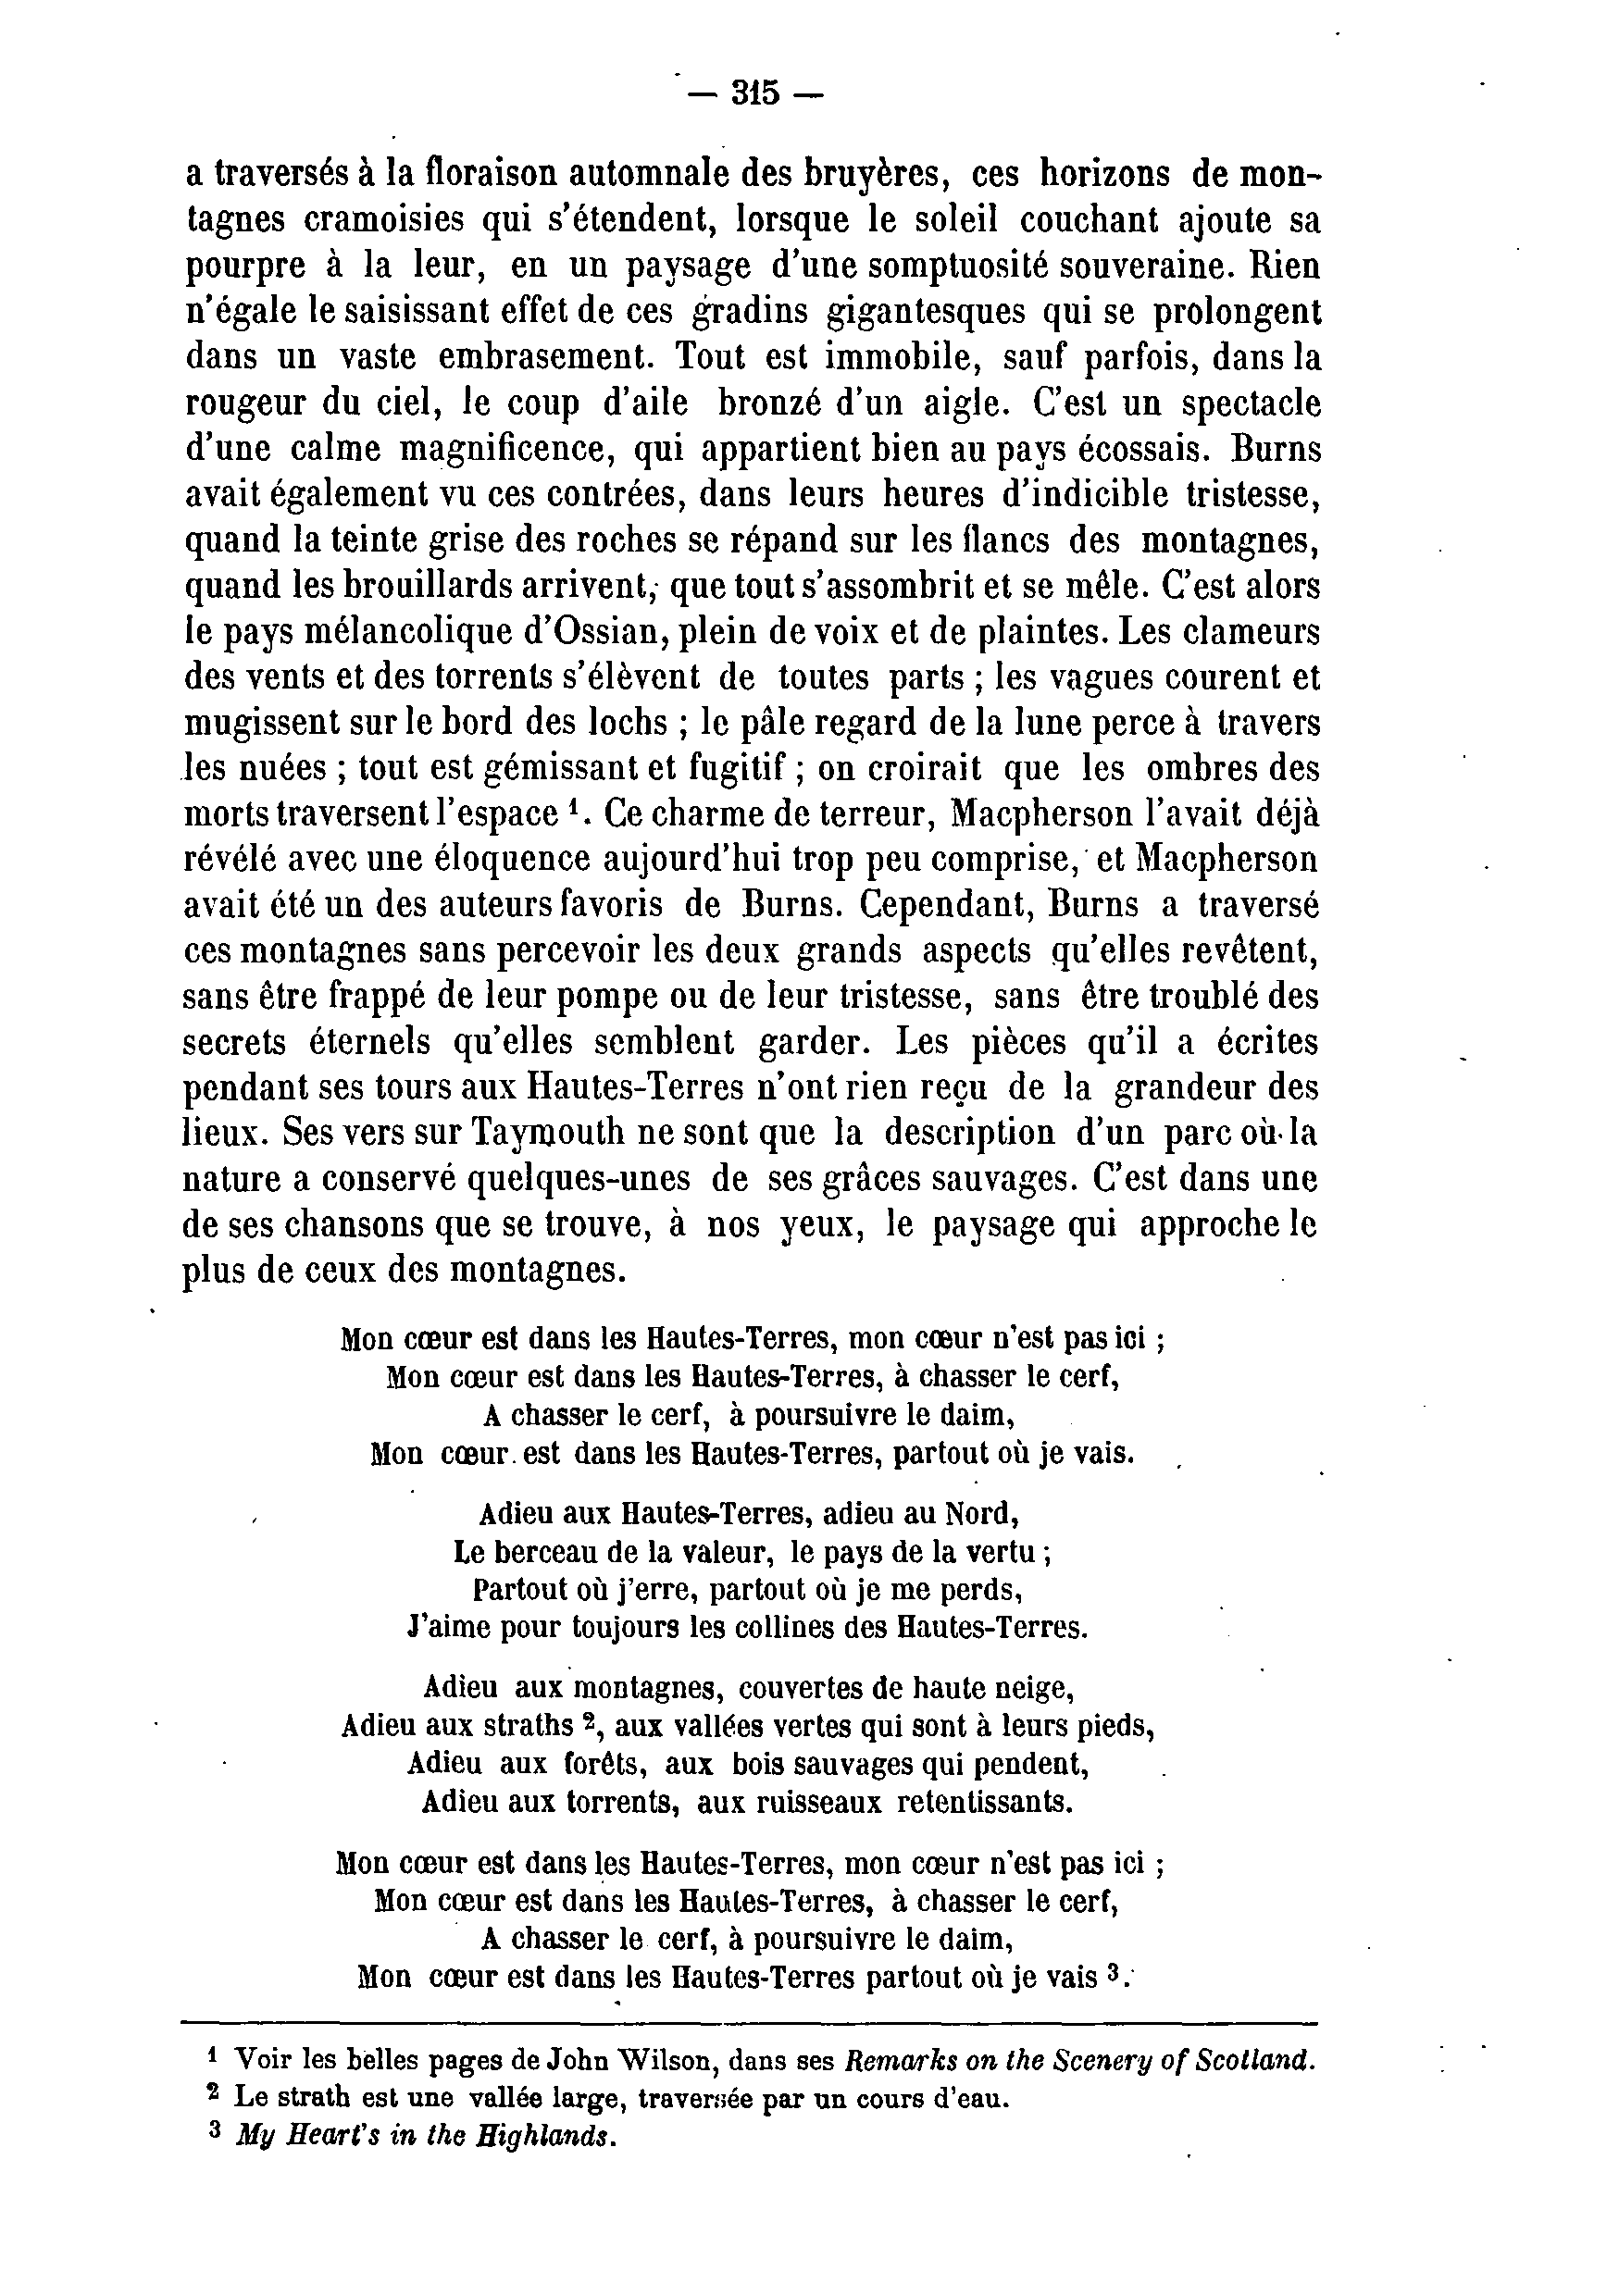 — 315 —
a traversés à la floraison automnale des bruyères, ces horizons de mon-
tagnes cramoisies qui s'étendent, lorsque le soleil couchant ajoute sa
pourpre à la leur, en un paysage d'une somptuosité souveraine. Rien
n'égale le saisissant effet de ces gradins gigantesques qui se prolongent
dans un vaste embrasement. Tout est immobile, sauf parfois, dans la
rougeur du ciel, le coup d'aile bronzé d'un aigle. C'est un spectacle
d'une calme magnificence, qui appartient bien au pays écossais. Burns
avait également vu ces contrées, dans leurs heures d'indicible tristesse,
quand la teinte grise des roches se répand sur les flancs des montagnes,
quand les brouillards arrivent, que tout s'assombrit et se mêle. C'est alors
le pays mélancolique d'Ossian, plein de voix et de plaintes. Les clameurs
des vents et des torrents s'élèvent de toutes parts ; les vagues courent et
mugissent sur le bord des lochs ; le pâle regard de la lune perce à travers
les nuées ; tout est gémissant et fugitif ; on croirait que les ombres des
morts traversent l'espace ¹. Ce charme de terreur, Macpherson l'avait déjà
révélé avec une éloquence aujourd'hui trop peu comprise, et Macpherson
avait été un des auteurs favoris de Burns. Cependant, Burns a traversé
ces montagnes sans percevoir les deux grands aspects qu'elles revêtent,
sans être frappé de leur pompe ou de leur tristesse, sans être troublé des
secrets éternels qu'elles semblent garder. Les pièces qu'il a écrites
pendant ses tours aux Hautes-Terres n'ont rien reçu de la grandeur des
lieux. Ses vers sur Taymouth ne sont que la description d'un parc où la
nature a conservé quelques-unes de ses grâces sauvages. C'est dans une
de ses chansons que se trouve, à nos yeux, le paysage qui approche le
plus de ceux des montagnes.
Mon cœur est dans les Hautes-Terres, mon cœur n'est pas ici ;
Mon cœur est dans les Hautes-Terres, à chasser le cerf,
A chasser le cerf, à poursuivre le daim,
Mon cœur est dans les Hautes-Terres, partout où je vais.
Adieu aux Hautes-Terres, adieu au Nord,
Le berceau de la valeur, le pays de la vertu ;
Partout où j'erre, partout où je me perds,
J'aime pour toujours les collines des Hautes-Terres.
Adieu aux montagnes, couvertes de haute neige,
Adieu aux straths ², aux vallées vertes qui sont à leurs pieds,
Adieu aux forêts, aux bois sauvages qui pendent,
Adieu aux torrents, aux ruisseaux retentissants.
Mon cœur est dans les Hautes-Terres, mon cœur n'est pas ici ;
Mon cœur est dans les Hautes-Terres, à chasser le cerf,
A chasser le cerf, à poursuivre le daim,
Mon cœur est dans les Hautes-Terres partout où je vais ³.
¹ Voir les belles pages de John Wilson, dans ses Remarks on the Scenery of Scotland.
² Le strath est une vallée large, traversée par un cours d'eau.
³ My Heart's in the Highlands.